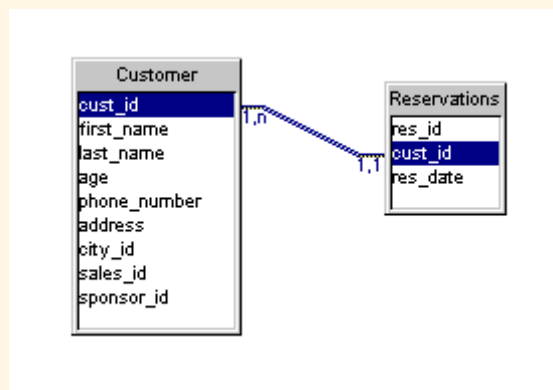 Customer
cust_id
first_name
last_name
age
phone_number
address
city_id
sales_id
sponsor_id
1,n
1,1
Reservations
res_id
cust_id
res_date